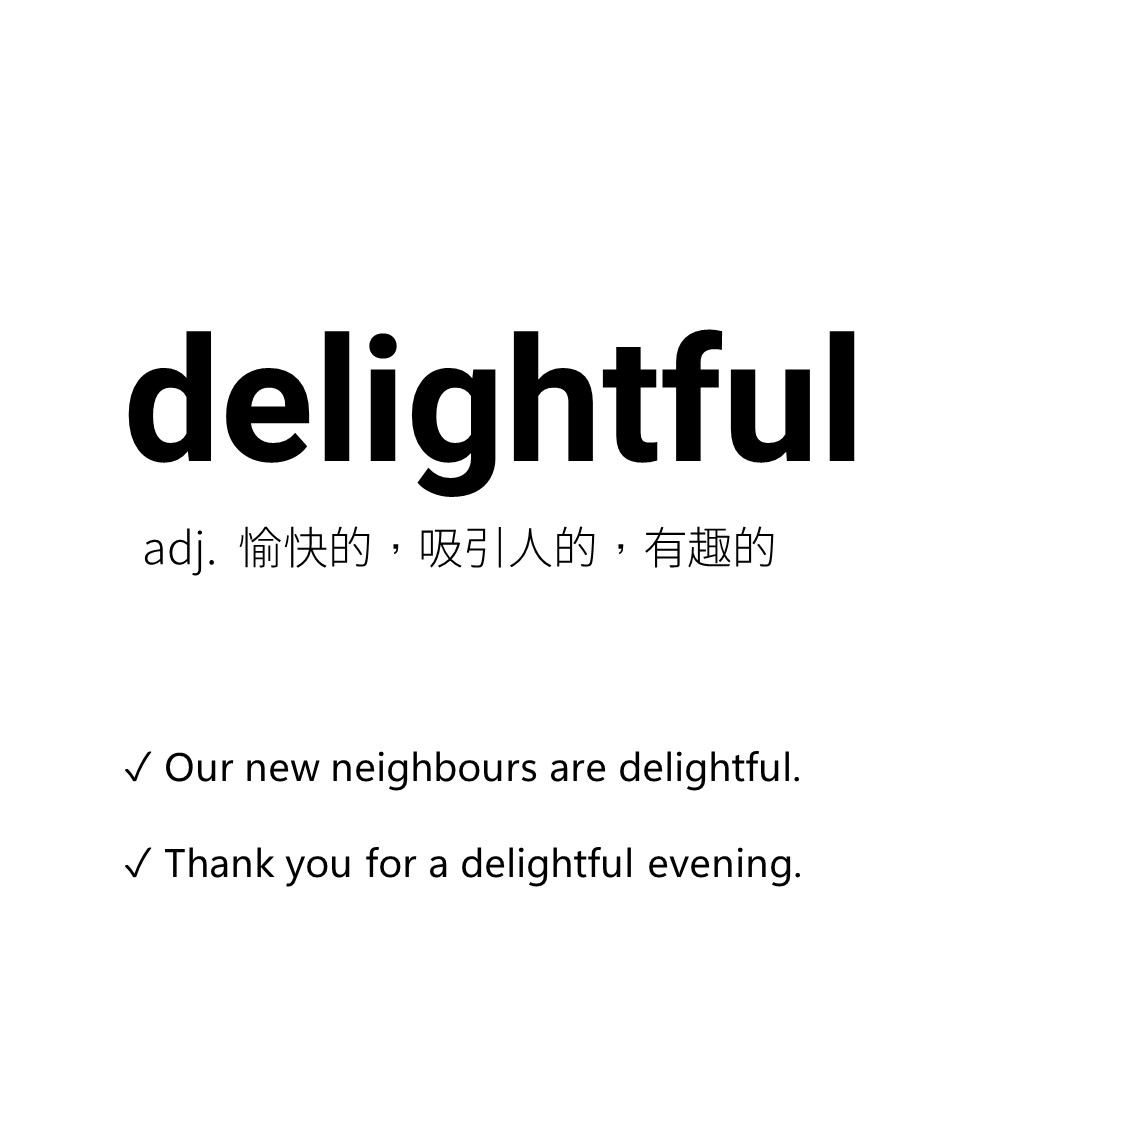 delightful
adj. 愉快的，吸引人的，有趣的
✓ Our new neighbours are delightful.
✓ Thank you for a delightful evening.